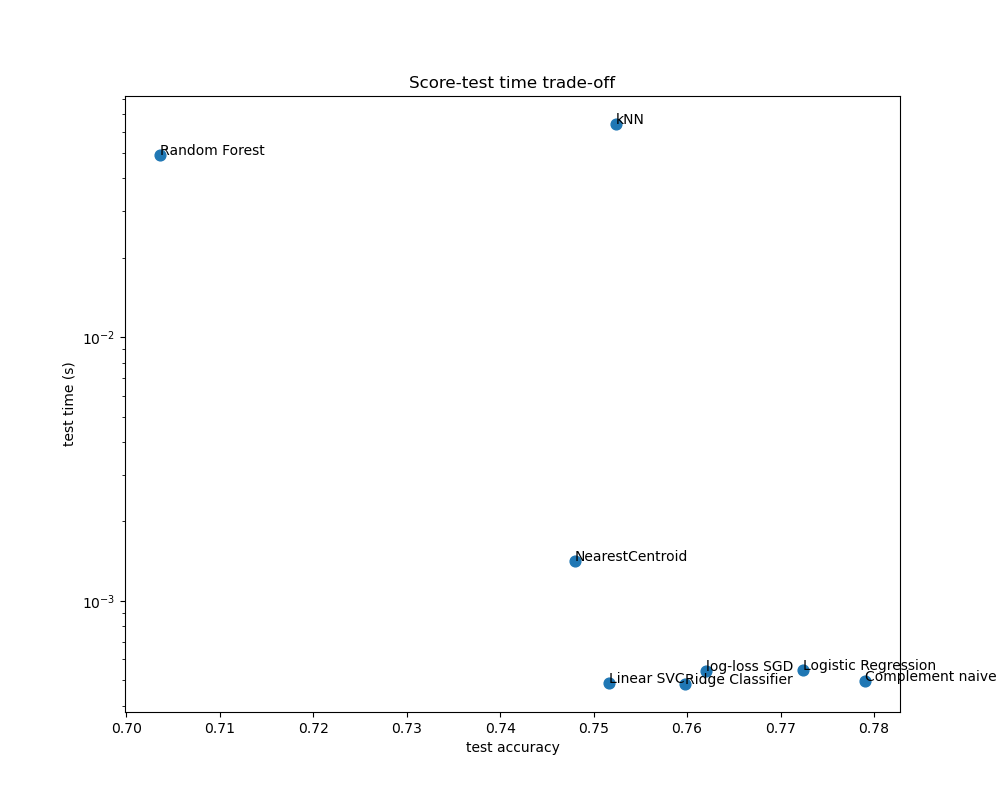 Score-test time trade-off
kNN
Random Forest
10⁻²
test time (s)
NearestCentroid
10⁻³
log-loss SGD
Logistic Regression
Linear SVC
Ridge Classifier
Complement naive
0.70 0.71 0.72 0.73 0.74 0.75 0.76 0.77 0.78
test accuracy